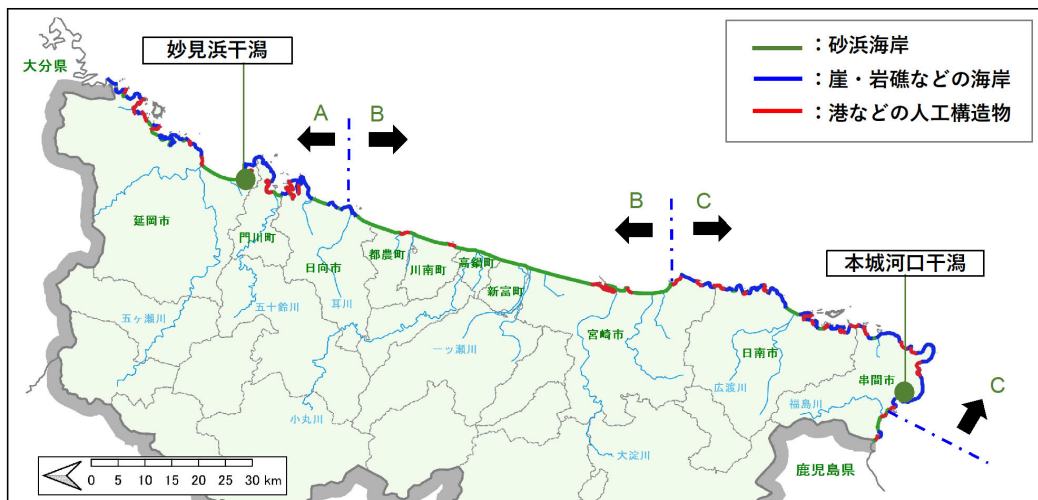 大分県
妙見浜干潟
：砂浜海岸
：崖・岩礁などの海岸
：港などの人工構造物
A
B
B
C
本城河口干潟
延岡市
門川町
日向市
都農町
川南町
高鍋町
新富町
宮崎市
日南市
串間市
C
五ヶ瀬川
五十鈴川
耳川
小丸川
一ッ瀬川
大淀川
広渡川
福島川
鹿児島県
0 5 10 15 20 25 30 km